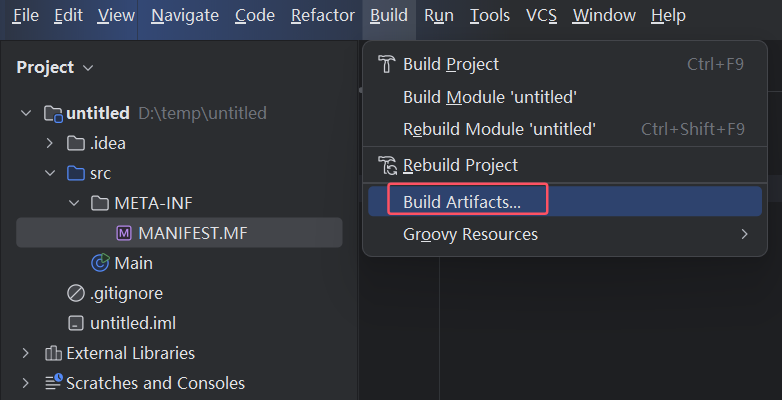 File Edit View Navigate Code Refactor Build Run Tools VCS Window Help
Project
untitled D:\temp\untitled
.idea
src
META-INF
M MANIFEST.MF
Main
.gitignore
untitled.iml
External Libraries
Scratches and Consoles
Build Project Ctrl+F9
Build Module 'untitled'
Rebuild Module 'untitled' Ctrl+Shift+F9
Rebuild Project
Build Artifacts...
Groovy Resources